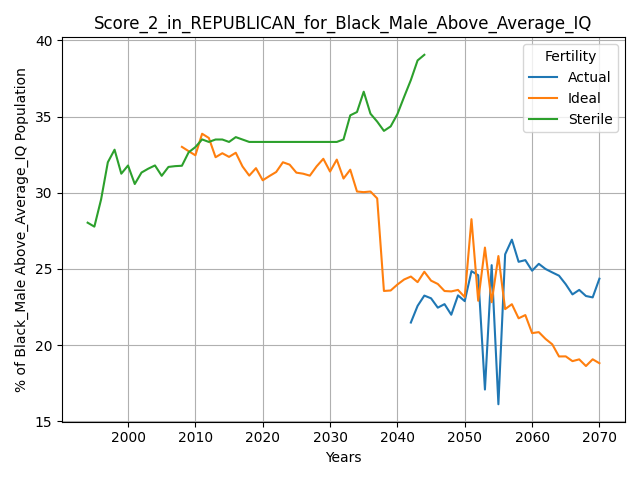 Score_2_in_REPUBLICAN_for_Black_Male_Above_Average_IQ
% of Black_Male Above_Average_IQ Population
40
35
30
25
20
15
Fertility
Actual
Ideal
Sterile
2000
2010
2020
2030
2040
2050
2060
2070
Years